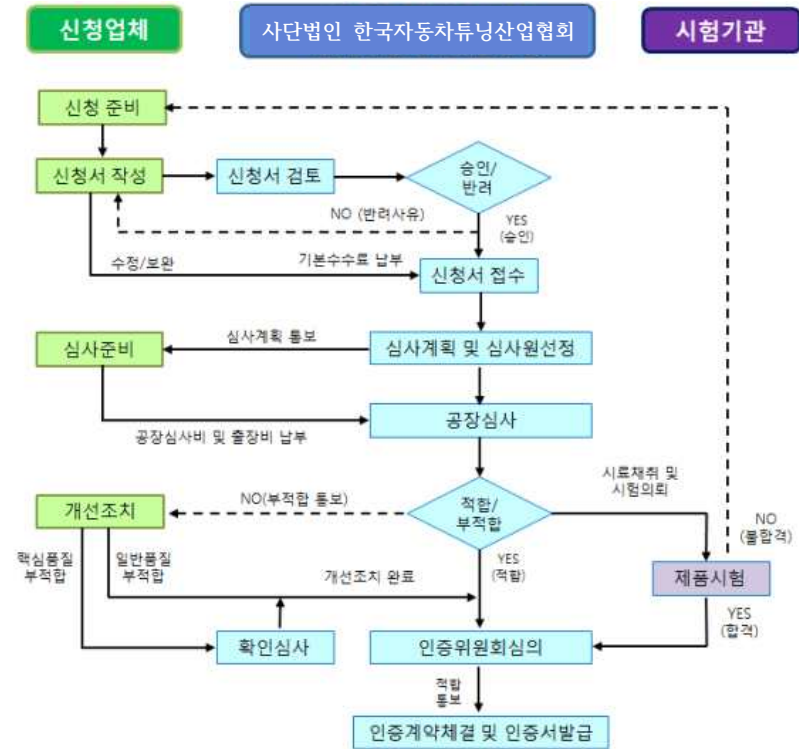 신청업체
사단법인 한국자동차튜닝산업협회
시험기관
신청 준비
신청서 작성
신청서 검토
승인/
반려
NO (반려사유)
YES
(승인)
수정/보완
기본수수료 납부
신청서 접수
심사준비
심사계획 통보
심사계획 및 심사원선정
공장심사비 및 출장비 납부
공장심사
시료채취 및
시험의뢰
개선조치
NO(부적합 통보)
적합/
부적합
NO
(불합격)
핵심품질
부적합
일반품질
부적합
개선조치 완료
YES
(적합)
제품시험
YES
(합격)
확인심사
인증위원회심의
적합
통보
인증계약체결 및 인증서발급